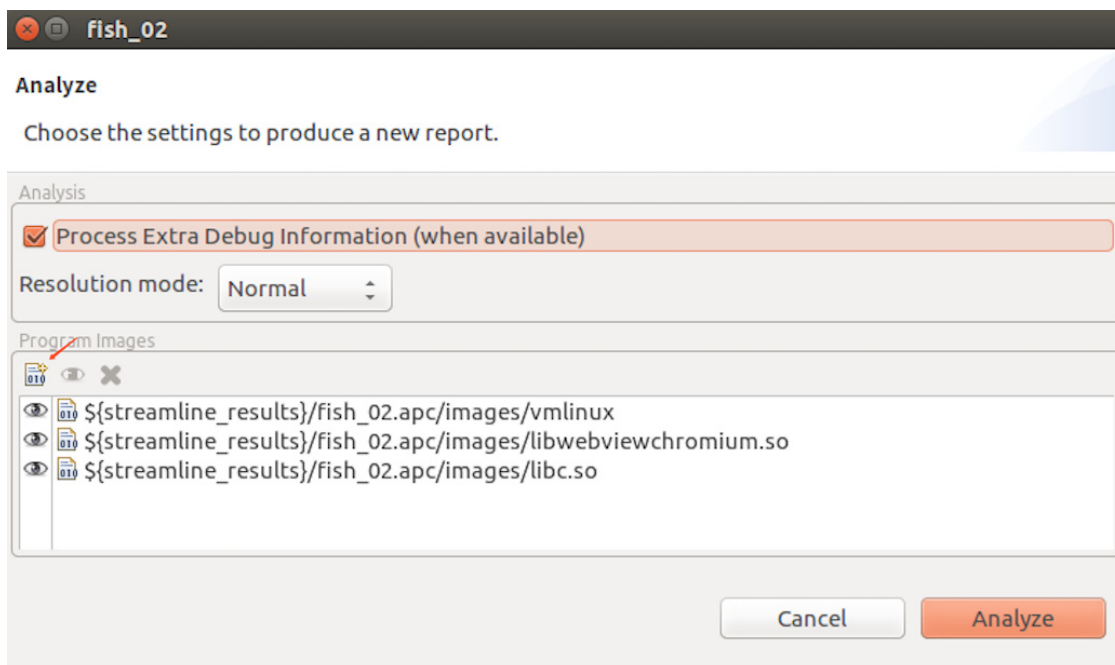 fish_02
Analyze
Choose the settings to produce a new report.
Analysis
Process Extra Debug Information (when available)
Resolution mode: Normal
Program Images
${streamline_results}/fish_02.apc/images/vmlinux
${streamline_results}/fish_02.apc/images/libwebviewchromium.so
${streamline_results}/fish_02.apc/images/libc.so
Cancel Analyze